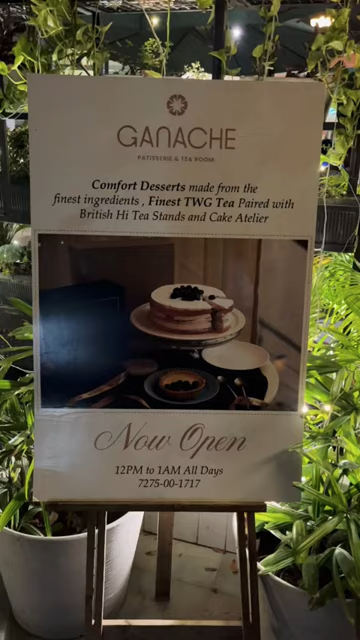 GANACHE
PATISSERIE & TEA ROOM
Comfort Desserts made from the
finest ingredients , Finest TWG Tea Paired with
British Hi Tea Stands and Cake Atelier
Now Open
12PM to 1AM All Days
7275-00-1717